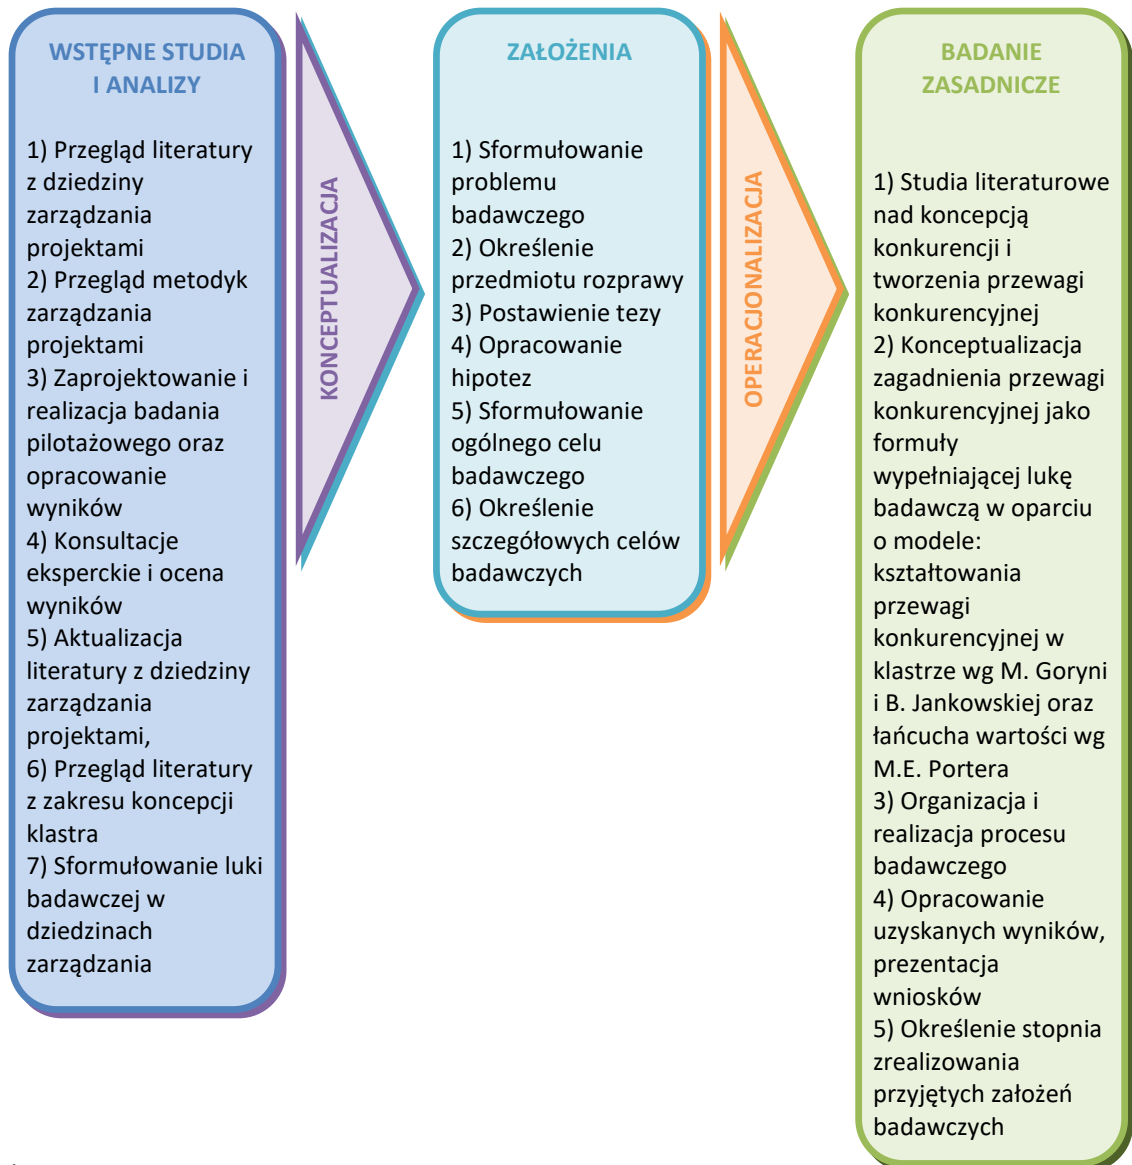 WSTĘPNE STUDIA
I ANALIZY
1) Przegląd literatury
z dziedziny
zarządzania
projektami
2) Przegląd metodyk
zarządzania
projektami
3) Zaprojektowanie i
realizacja badania
pilotażowego oraz
opracowanie
wyników
4) Konsultacje
eksperckie i ocena
wyników
5) Aktualizacja
literatury z dziedziny
zarządzania
projektami,
6) Przegląd literatury
z zakresu koncepcji
klastra
7) Sformułowanie luki
badawczej w
dziedzinach
zarządzania
KONCEPTUALIZACJA
ZAŁOŻENIA
1) Sformułowanie
problemu
badawczego
2) Określenie
przedmiotu rozprawy
3) Postawienie tezy
4) Opracowanie
hipotez
5) Sformułowanie
ogólnego celu
badawczego
6) Określenie
szczegółowych celów
badawczych
OPERACJONALIZACJA
BADANIE
ZASADNICZE
1) Studia literaturowe
nad koncepcją
konkurencji i
tworzenia przewagi
konkurencyjnej
2) Konceptualizacja
zagadnienia przewagi
konkurencyjnej jako
formuły
wypełniającej lukę
badawczą w oparciu
o modele:
kształtowania
przewagi
konkurencyjnej w
klastrze wg M. Goryni
i B. Jankowskiej oraz
łańcucha wartości wg
M.E. Portera
3) Organizacja i
realizacja procesu
badawczego
4) Opracowanie
uzyskanych wyników,
prezentacja
wniosków
5) Określenie stopnia
zrealizowania
przyjętych założeń
badawczych